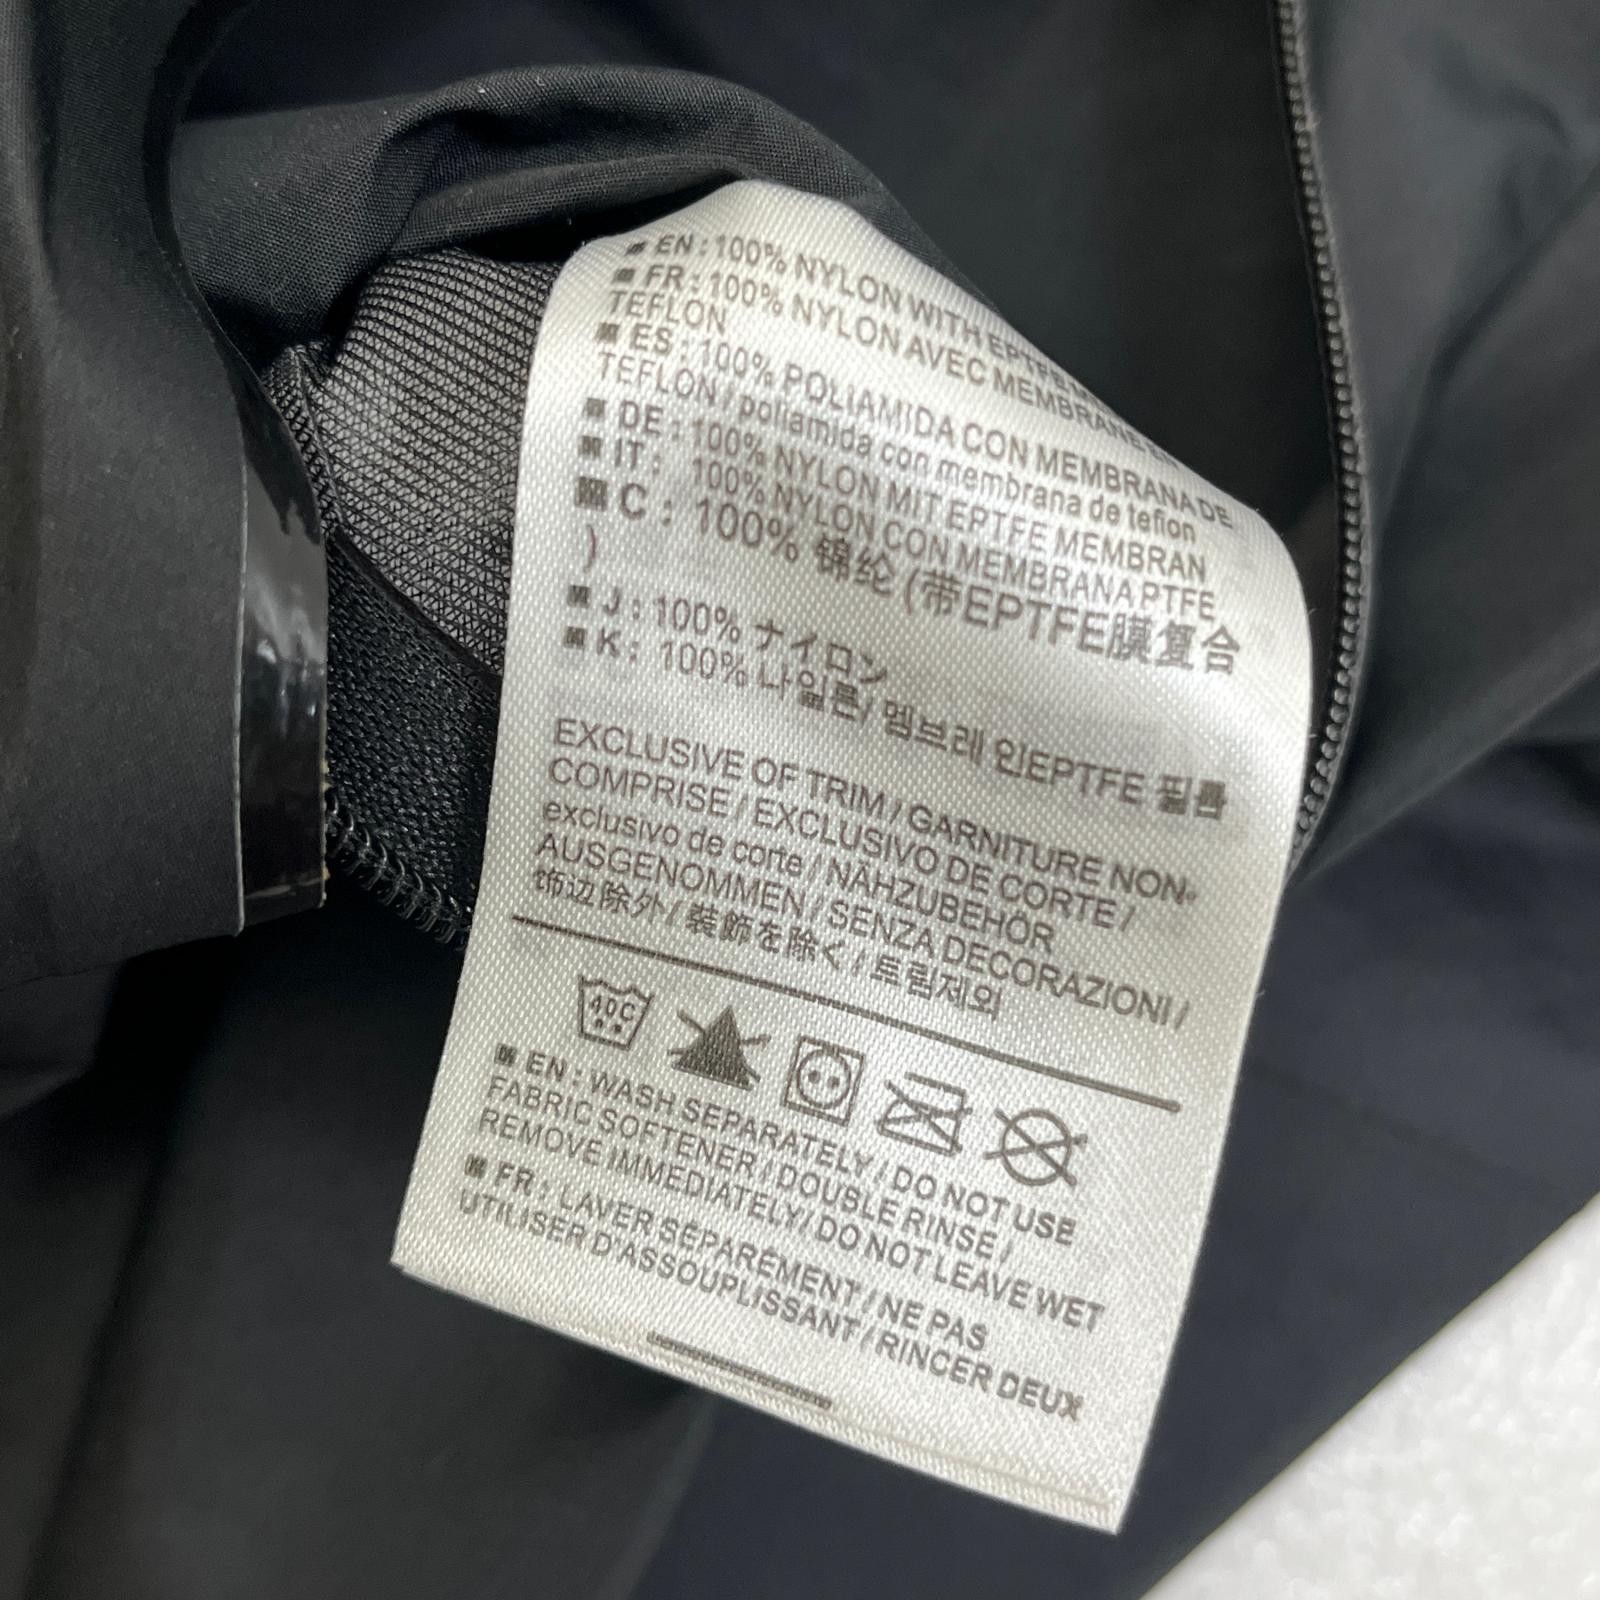 EN : 100% NYLON WITH EPTFE
FR : 100% NYLON AVEC MEMBRANE
TEFLON
ES : 100% POLIAMIDA CON MEMBRANA DE
TEFLON / poliamida con membrana de teflon
DE : 100% NYLON MIT EPTFE MEMBRAN
IT : 100% NYLON CON MEMBRANA PTFE
C : 100% 锦纶 (带EPTFE膜复合
)
J : 100% ナイロン
K : 100% 나일론/ 멤브레인EPTFE 필름
EXCLUSIVE OF TRIM / GARNITURE NON-
COMPRISE / EXCLUSIVO DE CORTE /
exclusivo de corte / NÄHZUBEHÖR
AUSGENOMMEN / SENZA DECORAZIONI /
饰边除外 / 装飾を除く / 트림제외
40C
EN : WASH SEPARATELY / DO NOT USE
FABRIC SOFTENER / DOUBLE RINSE /
REMOVE IMMEDIATELY/ DO NOT LEAVE WET
FR : LAVER SÉPARÉMENT / NE PAS
UTILISER D'ASSOUPLISSANT / RINCER DEUX